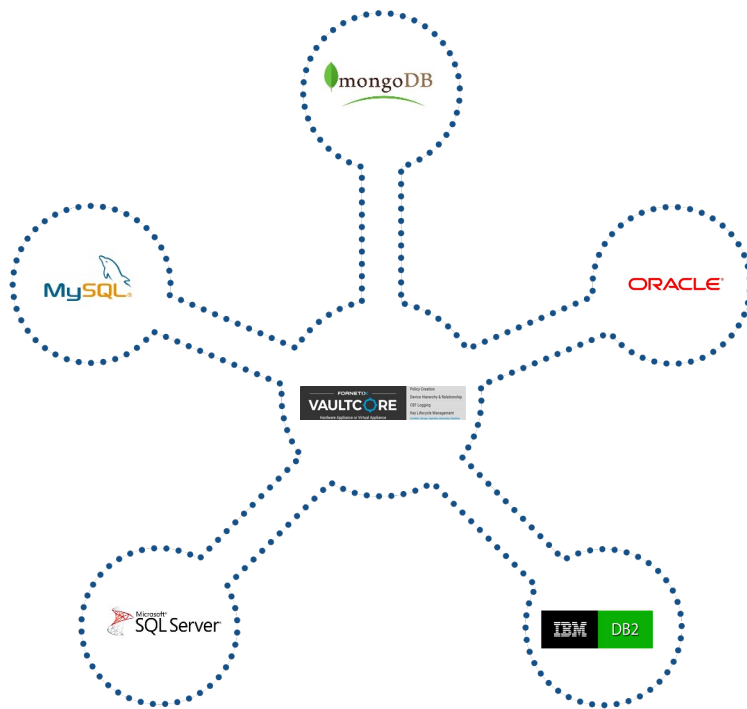 mongoDB
MySQL®
ORACLE®
FORNETIX
VAULTCORE
Hardware Appliance or Virtual Appliance
Policy Creation
Device Hierarchy & Relationship
CEF Logging
Key Lifecycle Management
Microsoft®
SQL Server®
IBM
DB2